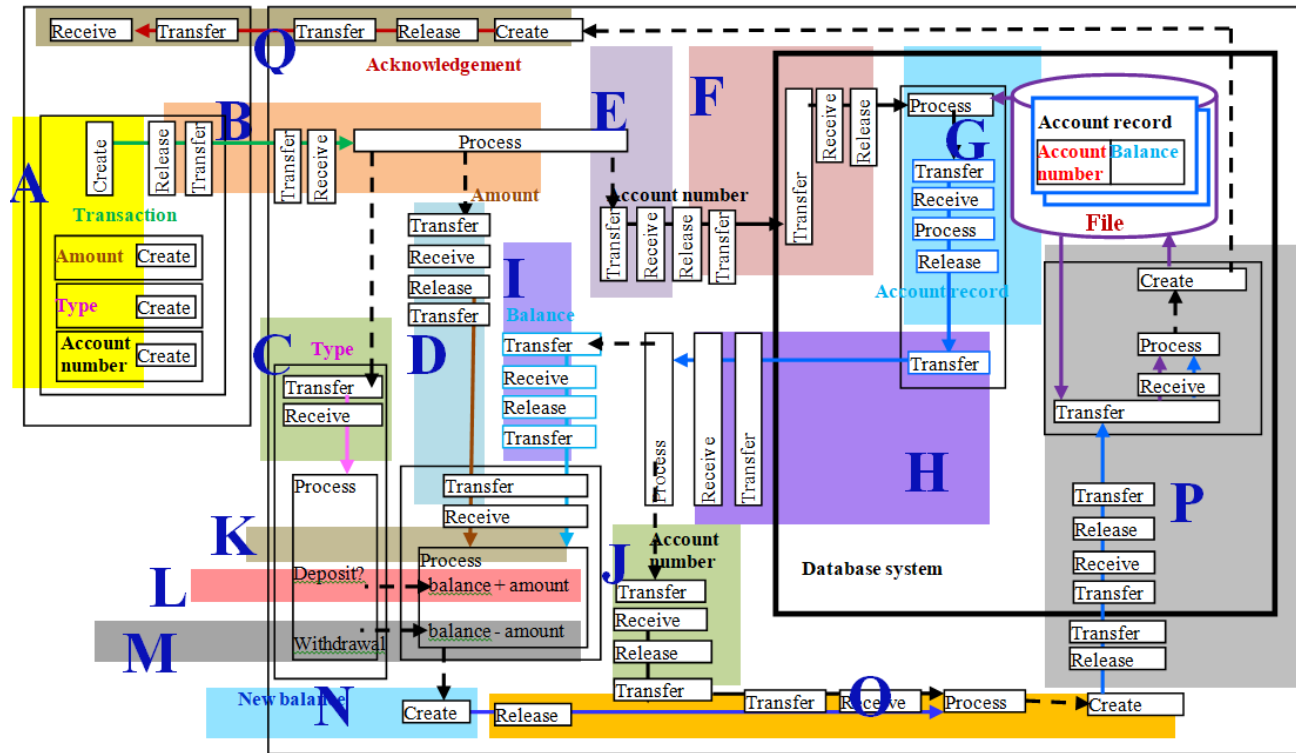 Receive
Transfer
Transfer
Release
Create
Q
Acknowledgement
A
B
Create
Release
Transfer
Transfer
Receive
Process
Transaction
Amount
Create
Type
Create
Account
number
Create
E
F
G
Amount
Account number
Transfer
Receive
Release
Transfer
Transfer
Receive
Release
Process
Transfer
Receive
Process
Release
Account record
Transfer
Account record
Account
number
Balance
File
C
Type
Transfer
Receive
D
Transfer
Receive
Release
Transfer
I
Balance
Transfer
Receive
Release
Transfer
Process
Receive
Transfer
H
Create
Process
Receive
Transfer
P
Transfer
Release
Receive
Transfer
Transfer
Release
Database system
Process
Deposit?
Withdrawal
Transfer
Receive
Process
balance + amount
balance - amount
K
L
M
J
Account
number
Transfer
Receive
Release
Transfer
New balance
N
Create
Release
Transfer
Receive
O
Process
Create